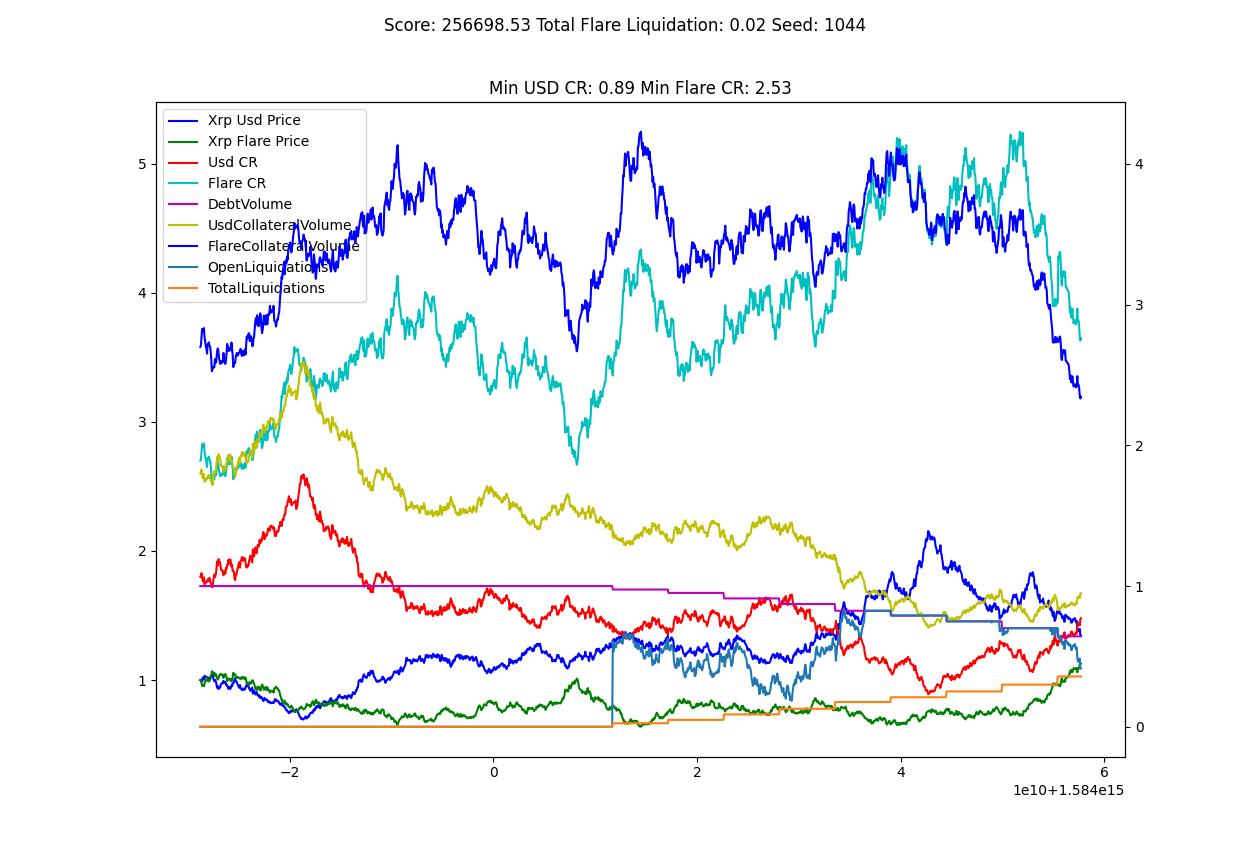 Score: 256698.53 Total Flare Liquidation: 0.02 Seed: 1044
Min USD CR: 0.89 Min Flare CR: 2.53
Xrp Usd Price
Xrp Flare Price
Usd CR
Flare CR
DebtVolume
UsdCollateralVolume
FlareCollateralVolume
OpenLiquidations
TotalLiquidations
5
4
3
2
1
4
3
2
1
0
−2
0
2
4
6
1e10+1.584e15